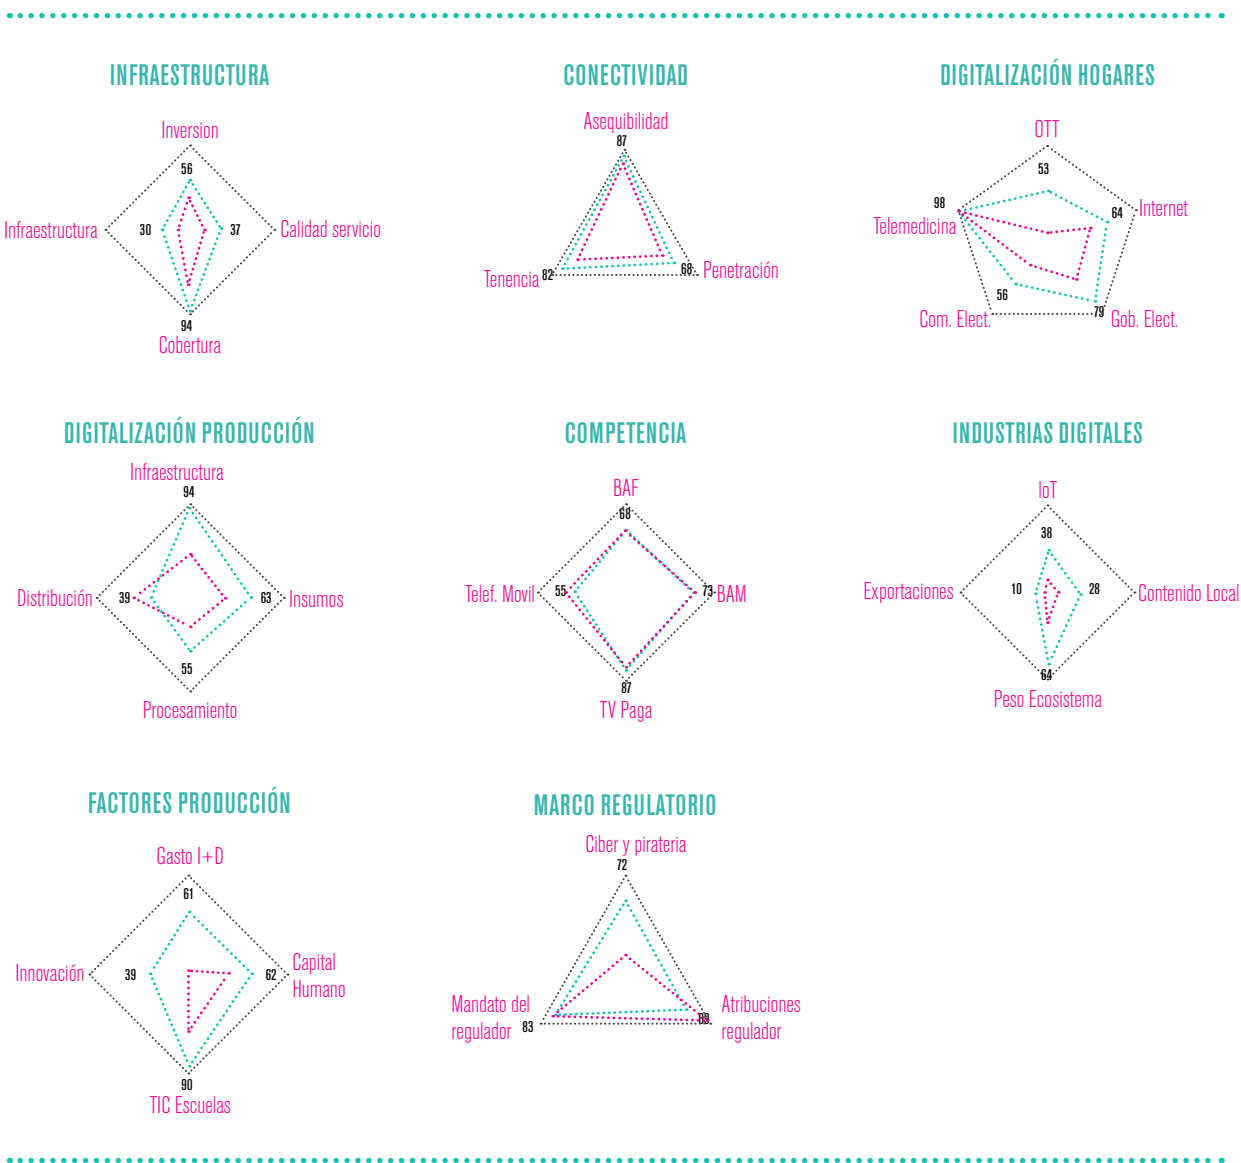 INFRAESTRUCTURA
Inversion
56
Infraestructura
30
37
Calidad servicio
94
Cobertura
CONECTIVIDAD
Asequibilidad
87
Tenencia
82
68
Penetración
DIGITALIZACIÓN HOGARES
OTT
53
98
Telemedicina
64
Internet
56
Com. Elect.
79
Gob. Elect.
DIGITALIZACIÓN PRODUCCIÓN
Infraestructura
94
Distribución
39
63
Insumos
55
Procesamiento
COMPETENCIA
BAF
68
Telef. Movil
55
73
BAM
87
TV Paga
INDUSTRIAS DIGITALES
IoT
38
Exportaciones
10
28
Contenido Local
64
Peso Ecosistema
FACTORES PRODUCCIÓN
Gasto I+D
61
Innovación
39
62
Capital
Humano
90
TIC Escuelas
MARCO REGULATORIO
Ciber y pirateria
72
Mandato del
regulador
83
Atribuciones
regulador